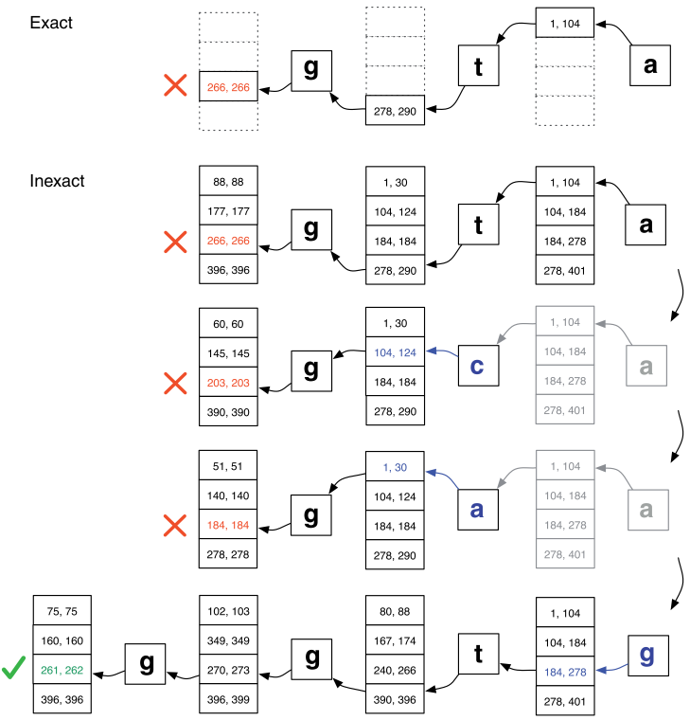 Exact
1, 104
g
t
a
266, 266
278, 290
Inexact
88, 88 1, 30 1, 104
177, 177 g 104, 124 t 104, 184 a
266, 266 184, 184 184, 278
396, 396 278, 290 278, 401
60, 60 1, 30 1, 104
145, 145 g 104, 124 c 104, 184 a
203, 203 184, 184 184, 278
390, 390 278, 290 278, 401
51, 51 1, 30 1, 104
140, 140 g 104, 124 a 104, 184 a
184, 184 184, 184 184, 278
278, 278 278, 290 278, 401
75, 75 102, 103 80, 88 1, 104
160, 160 g 349, 349 g 167, 174 t 104, 184 g
261, 262 270, 273 240, 266 184, 278
396, 396 396, 399 390, 396 278, 401